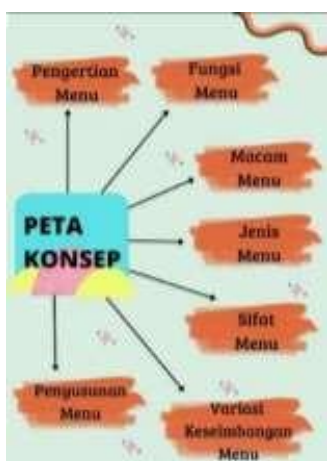 Pengertian
Menu
Fungsi
Menu
Macam
Menu
PETA
KONSEP
Jenis
Menu
Sifat
Menu
Penyusunan
Menu
Variasi
Keseimbangan
Menu